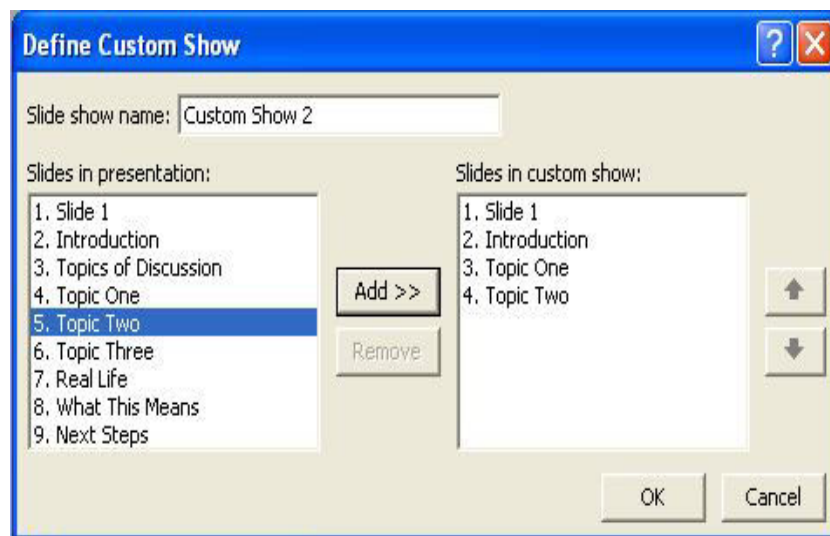 Define Custom Show
Slide show name: Custom Show 2
Slides in presentation:
1. Slide 1
2. Introduction
3. Topics of Discussion
4. Topic One
5. Topic Two
6. Topic Three
7. Real Life
8. What This Means
9. Next Steps
Add >>
Remove
Slides in custom show:
1. Slide 1
2. Introduction
3. Topic One
4. Topic Two
OK
Cancel